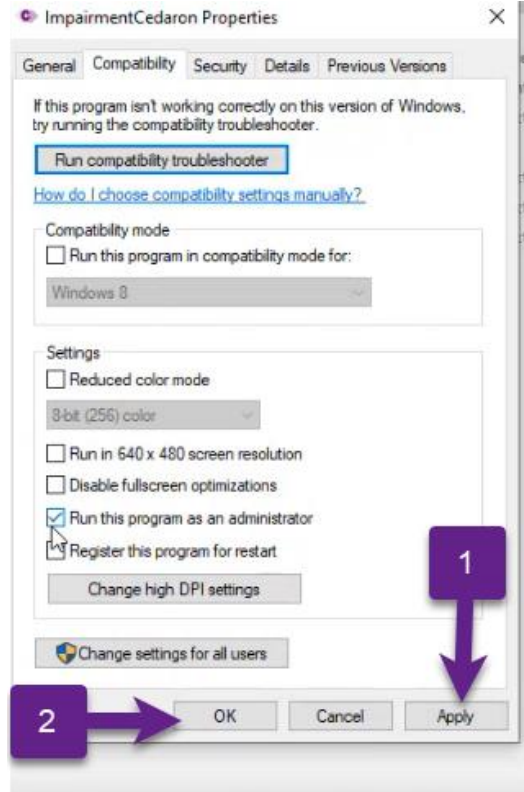 ImpairmentCedaron Properties
General Compatibility Security Details Previous Versions
If this program isn't working correctly on this version of Windows,
try running the compatibility troubleshooter.
Run compatibility troubleshooter
How do I choose compatibility settings manually?
Compatibility mode
Run this program in compatibility mode for:
Windows 8
Settings
Reduced color mode
8-bit (256) color
Run in 640 x 480 screen resolution
Disable fullscreen optimizations
Run this program as an administrator
Register this program for restart
1
Change high DPI settings
Change settings for all users
2
OK Cancel Apply